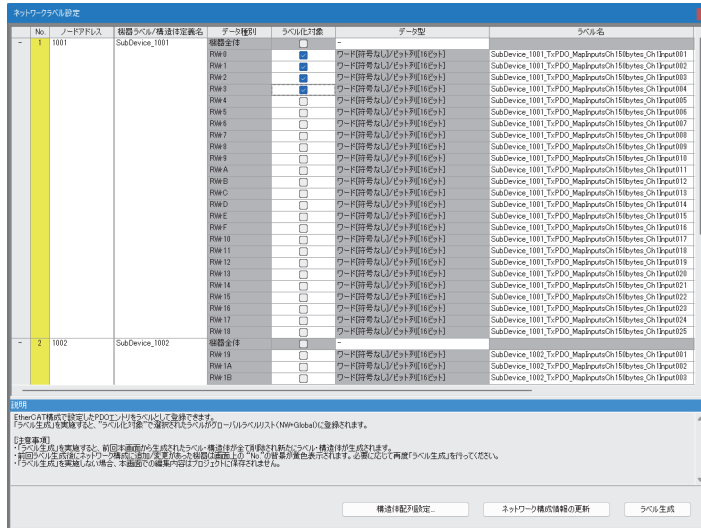 ネットワークラベル設定
No. ノードアドレス 機器ラベル/構造体定義名 データ種別 ラベル化対象 データ型 ラベル名
− 1 1001 SubDevice_1001 機器全体 −
RWr0 ワード[符号なし]/ビット列[16ビット] SubDevice_1001_TxPDO_MapInputsCh150bytes_Ch1Input001
RWr1 ワード[符号なし]/ビット列[16ビット] SubDevice_1001_TxPDO_MapInputsCh150bytes_Ch1Input002
RWr2 ワード[符号なし]/ビット列[16ビット] SubDevice_1001_TxPDO_MapInputsCh150bytes_Ch1Input003
RWr3 ワード[符号なし]/ビット列[16ビット] SubDevice_1001_TxPDO_MapInputsCh150bytes_Ch1Input004
RWr4 ワード[符号なし]/ビット列[16ビット] SubDevice_1001_TxPDO_MapInputsCh150bytes_Ch1Input005
RWr5 ワード[符号なし]/ビット列[16ビット] SubDevice_1001_TxPDO_MapInputsCh150bytes_Ch1Input006
RWr6 ワード[符号なし]/ビット列[16ビット] SubDevice_1001_TxPDO_MapInputsCh150bytes_Ch1Input007
RWr7 ワード[符号なし]/ビット列[16ビット] SubDevice_1001_TxPDO_MapInputsCh150bytes_Ch1Input008
RWr8 ワード[符号なし]/ビット列[16ビット] SubDevice_1001_TxPDO_MapInputsCh150bytes_Ch1Input009
RWr9 ワード[符号なし]/ビット列[16ビット] SubDevice_1001_TxPDO_MapInputsCh150bytes_Ch1Input010
RWrA ワード[符号なし]/ビット列[16ビット] SubDevice_1001_TxPDO_MapInputsCh150bytes_Ch1Input011
RWrB ワード[符号なし]/ビット列[16ビット] SubDevice_1001_TxPDO_MapInputsCh150bytes_Ch1Input012
RWrC ワード[符号なし]/ビット列[16ビット] SubDevice_1001_TxPDO_MapInputsCh150bytes_Ch1Input013
RWrD ワード[符号なし]/ビット列[16ビット] SubDevice_1001_TxPDO_MapInputsCh150bytes_Ch1Input014
RWrE ワード[符号なし]/ビット列[16ビット] SubDevice_1001_TxPDO_MapInputsCh150bytes_Ch1Input015
RWrF ワード[符号なし]/ビット列[16ビット] SubDevice_1001_TxPDO_MapInputsCh150bytes_Ch1Input016
RWr10 ワード[符号なし]/ビット列[16ビット] SubDevice_1001_TxPDO_MapInputsCh150bytes_Ch1Input017
RWr11 ワード[符号なし]/ビット列[16ビット] SubDevice_1001_TxPDO_MapInputsCh150bytes_Ch1Input018
RWr12 ワード[符号なし]/ビット列[16ビット] SubDevice_1001_TxPDO_MapInputsCh150bytes_Ch1Input019
RWr13 ワード[符号なし]/ビット列[16ビット] SubDevice_1001_TxPDO_MapInputsCh150bytes_Ch1Input020
RWr14 ワード[符号なし]/ビット列[16ビット] SubDevice_1001_TxPDO_MapInputsCh150bytes_Ch1Input021
RWr15 ワード[符号なし]/ビット列[16ビット] SubDevice_1001_TxPDO_MapInputsCh150bytes_Ch1Input022
RWr16 ワード[符号なし]/ビット列[16ビット] SubDevice_1001_TxPDO_MapInputsCh150bytes_Ch1Input023
RWr17 ワード[符号なし]/ビット列[16ビット] SubDevice_1001_TxPDO_MapInputsCh150bytes_Ch1Input024
RWr18 ワード[符号なし]/ビット列[16ビット] SubDevice_1001_TxPDO_MapInputsCh150bytes_Ch1Input025
− 2 1002 SubDevice_1002 機器全体 −
RWr19 ワード[符号なし]/ビット列[16ビット] SubDevice_1002_TxPDO_MapInputsCh150bytes_Ch1Input001
RWr1A ワード[符号なし]/ビット列[16ビット] SubDevice_1002_TxPDO_MapInputsCh150bytes_Ch1Input002
RWr1B ワード[符号なし]/ビット列[16ビット] SubDevice_1002_TxPDO_MapInputsCh150bytes_Ch1Input003
説明
EtherCAT構成で設定したPDOエントリをラベルとして登録できます。
「ラベル生成」を実施すると、"ラベル化対象"で選択されたラベルがグローバルラベルリスト(NW*Global)に登録されます。
[注意事項]
・「ラベル生成」を実施すると、前回本画面から生成されたラベル・構造体が全て削除され新たにラベル・構造体が生成されます。
・前回ラベル生成後にネットワーク構成に追加/変更があった機器は画面上の "No."の背景が黄色表示されます。必要に応じて再度「ラベル生成」を行ってください。
・「ラベル生成」を実施しない場合、本画面での編集内容はプロジェクトに保存されません。
構造体配列設定... ネットワーク構成情報の更新 ラベル生成